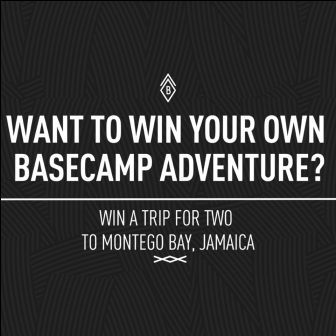 B
WANT TO WIN YOUR OWN
BASECAMP ADVENTURE?
WIN A TRIP FOR TWO
TO MONTEGO BAY, JAMAICA